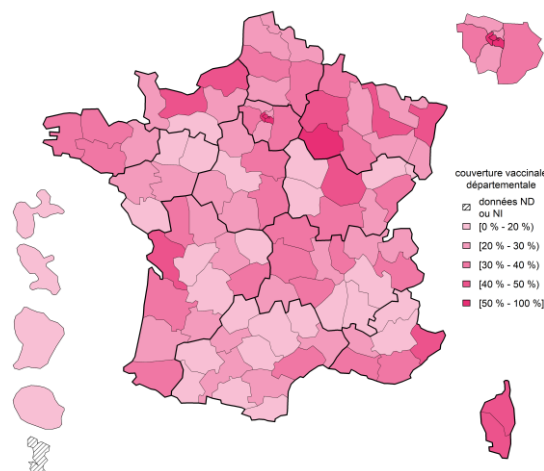 couverture vaccinale
départementale
données ND
ou NI
[0 % - 20 %)
[20 % - 30 %)
[30 % - 40 %)
[40 % - 50 %)
[50 % - 100 %]